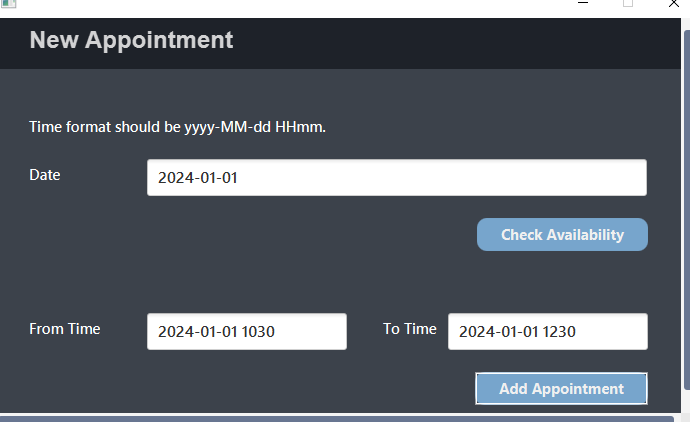 New Appointment
Time format should be yyyy-MM-dd HHmm.
Date 2024-01-01
Check Availability
From Time 2024-01-01 1030 To Time 2024-01-01 1230
Add Appointment